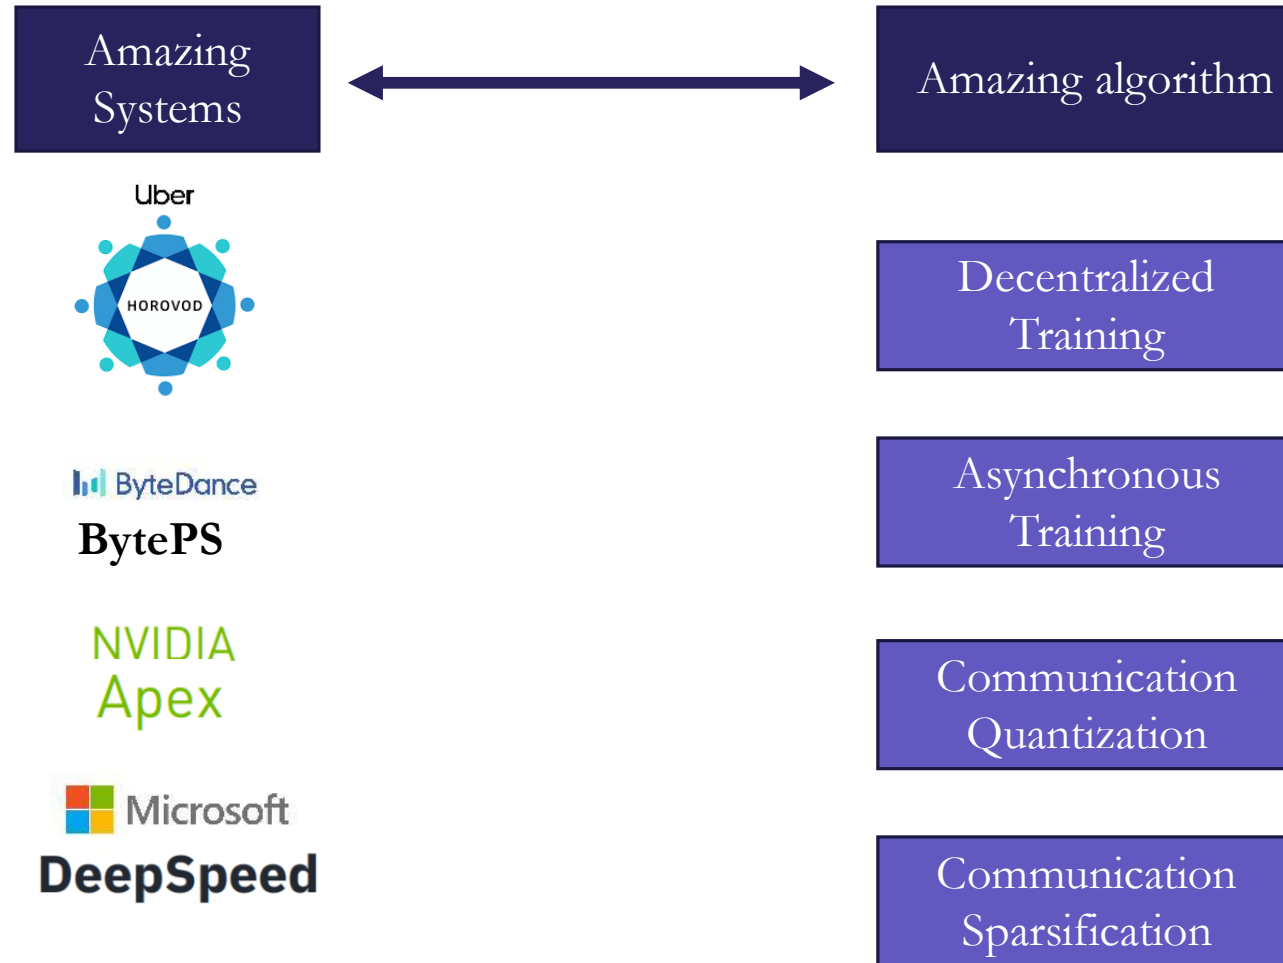 Amazing
Systems
Amazing algorithm
Uber
HOROVOD
ByteDance
BytePS
NVIDIA
Apex
Microsoft
DeepSpeed
Decentralized
Training
Asynchronous
Training
Communication
Quantization
Communication
Sparsification